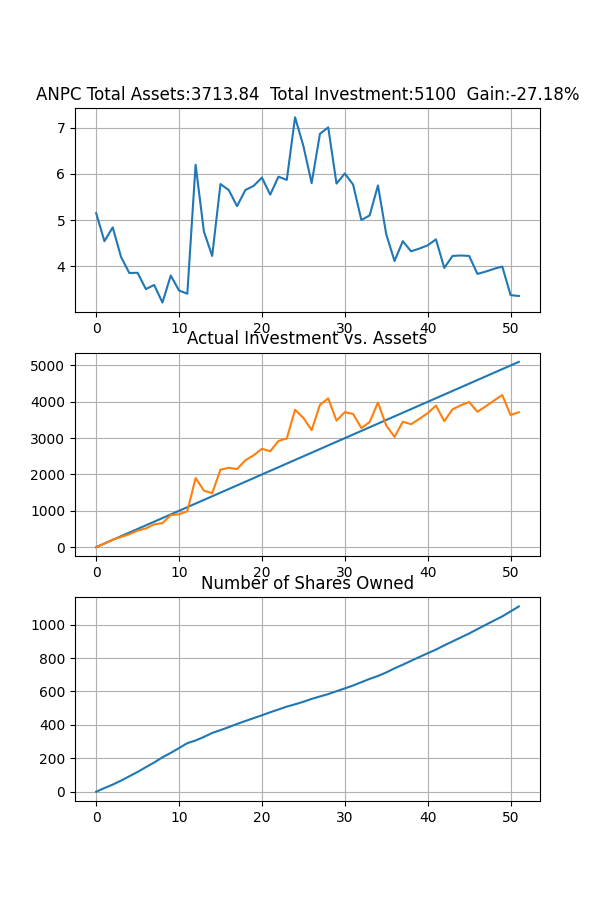 ANPC Total Assets:3713.84  Total Investment:5100  Gain:-27.18%
7
6
5
4
0 10 20 30 40 50
Actual Investment vs. Assets
5000
4000
3000
2000
1000
0
0 10 20 30 40 50
Number of Shares Owned
1000
800
600
400
200
0
0 10 20 30 40 50